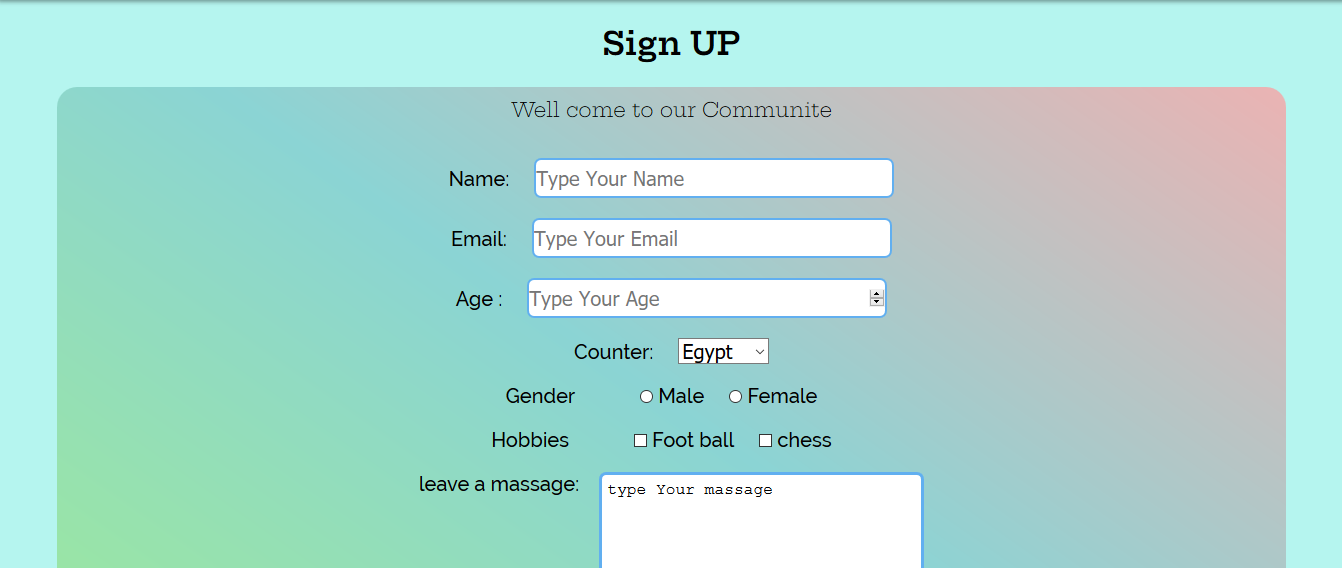 Sign UP
Well come to our Communite
Name: Type Your Name
Email: Type Your Email
Age : Type Your Age
Counter: Egypt
Gender Male Female
Hobbies Foot ball chess
leave a massage: type Your massage